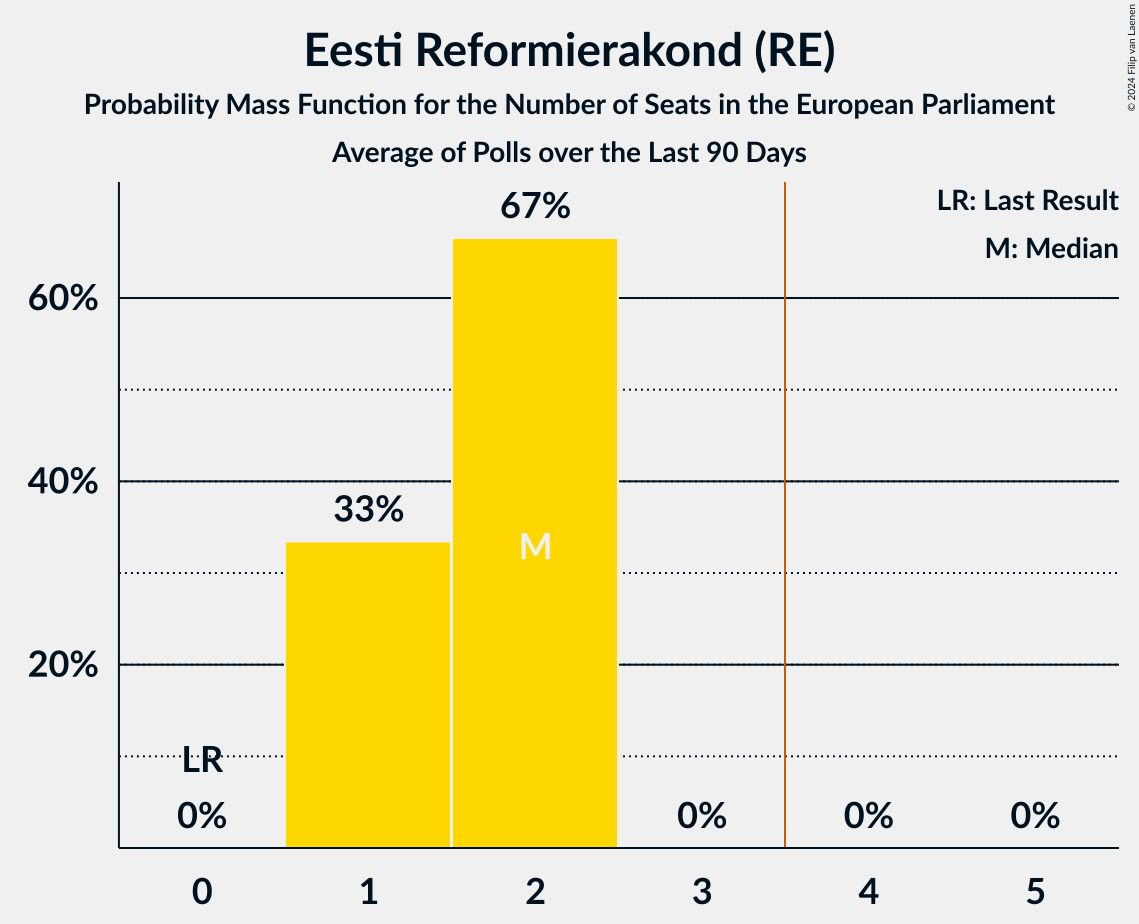 Eesti Reformierakond (RE)
Probability Mass Function for the Number of Seats in the European Parliament
Average of Polls over the Last 90 Days
© 2024 Filip van Laenen
LR: Last Result
M: Median
67%
60%
40%
33%
M
20%
LR
0%
0%
0%
0%
0
1
2
3
4
5